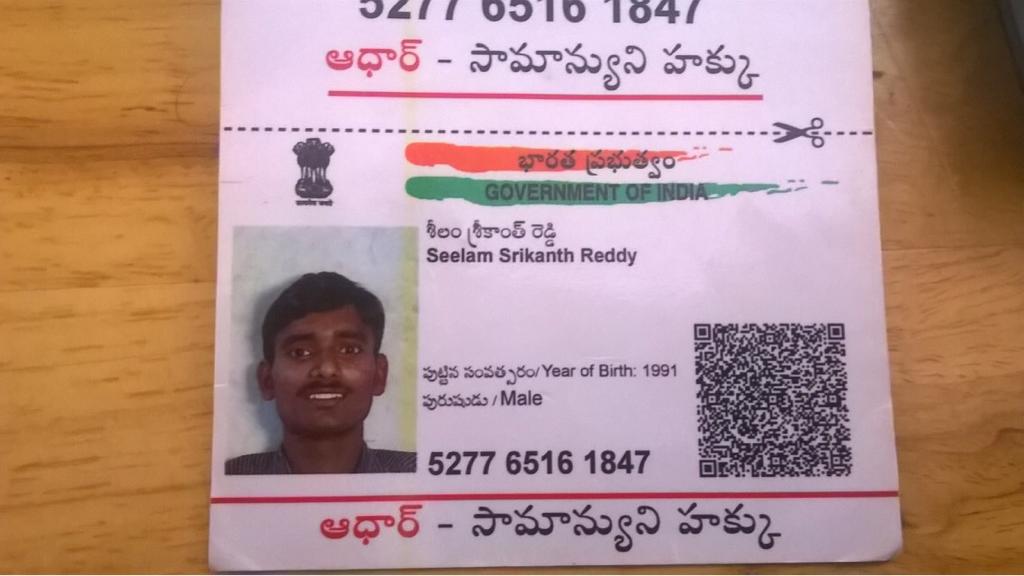 5277 6516 1847
ఆధార్ - సామాన్యుని హక్కు
భారత ప్రభుత్వం
GOVERNMENT OF INDIA
శీలం శ్రీకాంత్ రెడ్డి
Seelam Srikanth Reddy
పుట్టిన సంవత్సరం/Year of Birth: 1991
పురుషుడు / Male
5277 6516 1847
ఆధార్ - సామాన్యుని హక్కు